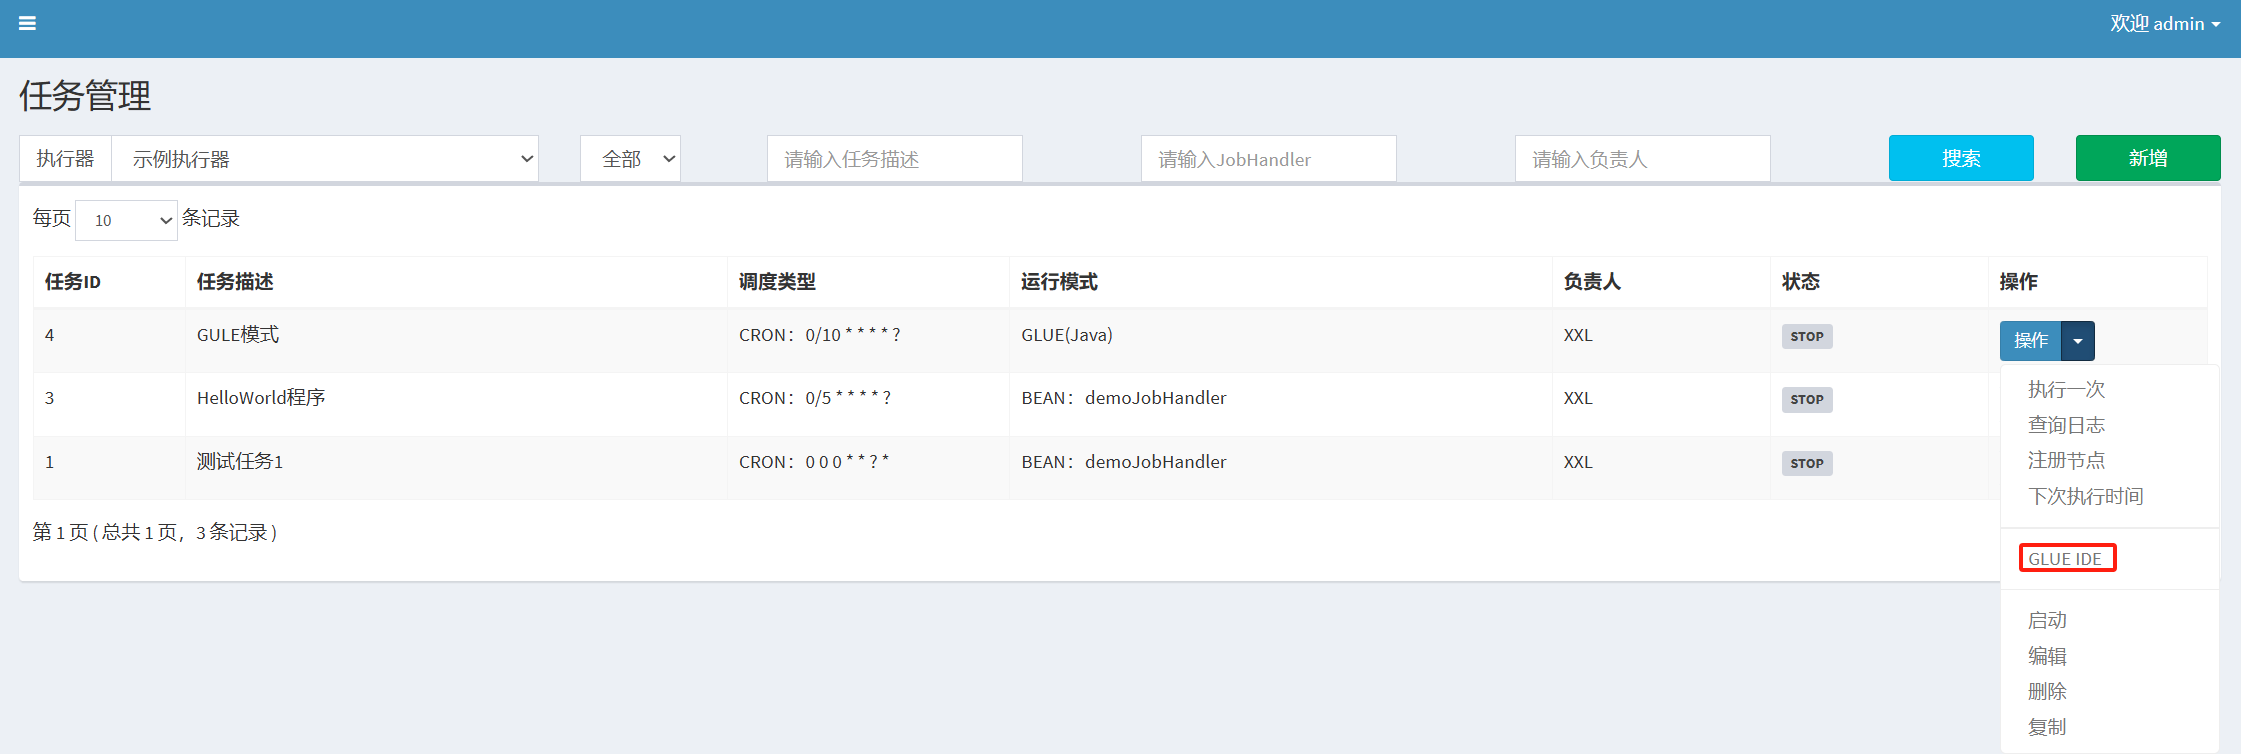 欢迎 admin
任务管理
执行器 示例执行器 全部 请输入任务描述 请输入JobHandler 请输入负责人 搜索 新增
每页 10 条记录
任务ID 任务描述 调度类型 运行模式 负责人 状态 操作
4 GULE模式 CRON：0/10 * * * * ? GLUE(Java) XXL STOP 操作
3 HelloWorld程序 CRON：0/5 * * * * ? BEAN：demoJobHandler XXL STOP
1 测试任务1 CRON：0 0 0 * * ? * BEAN：demoJobHandler XXL STOP
第 1 页 ( 总共 1 页，3 条记录 )
执行一次
查询日志
注册节点
下次执行时间
GLUE IDE
启动
编辑
删除
复制